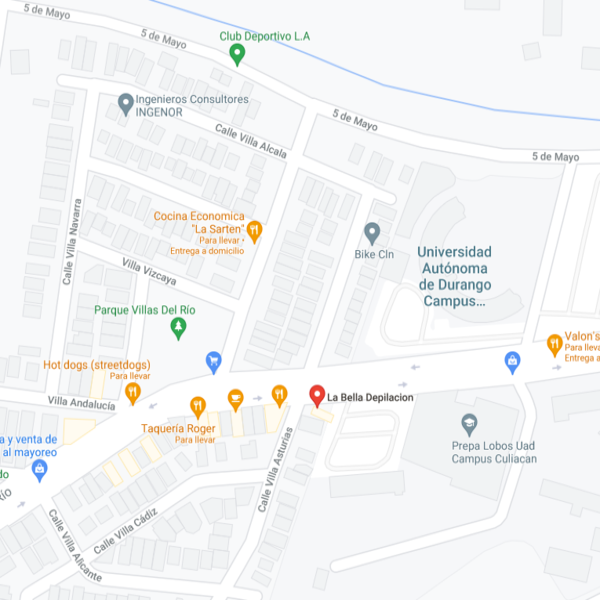 5 de Mayo
5 de Mayo
Club Deportivo L.A
Ingenieros Consultores
INGENOR
5 de Mayo
Calle Villa Alcala
5 de Mayo
Cocina Economica
"La Sarten"
Para llevar •
Entrega a domicilio
Calle Villa Navarra
Bike Cln
Universidad
Autónoma
de Durango
Campus...
Villa Vizcaya
Parque Villas Del Río
Valon's
Para lleva
Entrega a
Hot dogs (streetdogs)
Para llevar
Villa Andalucía
La Bella Depilacion
Taquería Roger
Para llevar
a y venta de
al mayoreo
Prepa Lobos Uad
Campus Culiacan
Calle Villa Asturias
do
Río
Calle Villa Cádiz
Calle Villa Alicante